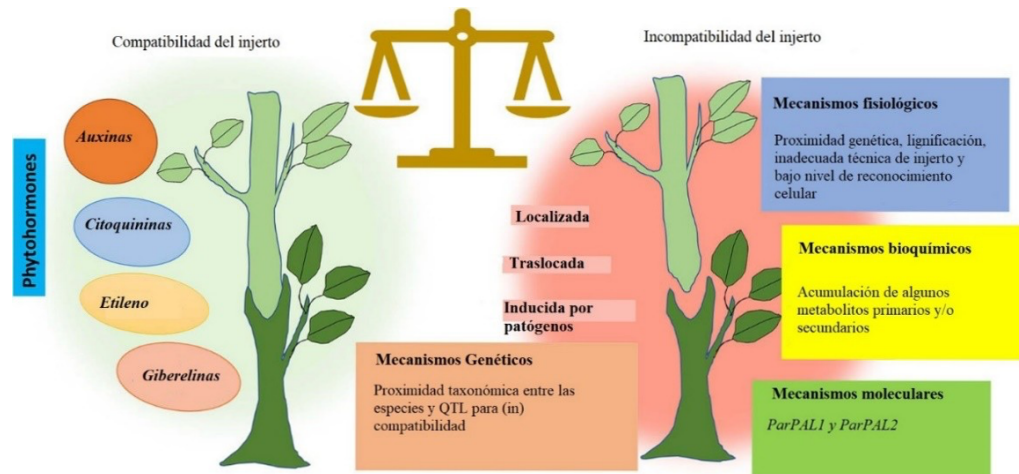 Compatibilidad del injerto
Incompatibilidad del injerto
Phytohormones
Auxinas
Citoquininas
Etileno
Giberelinas
Localizada
Traslocada
Inducida por
patógenos
Mecanismos Genéticos
Proximidad taxonómica entre las
especies y QTL para (in)
compatibilidad
Mecanismos fisiológicos
Proximidad genética, lignificación,
inadecuada técnica de injerto y
bajo nivel de reconocimiento
celular
Mecanismos bioquímicos
Acumulación de algunos
metabolitos primarios y/o
secundarios
Mecanismos moleculares
ParPAL1 y ParPAL2